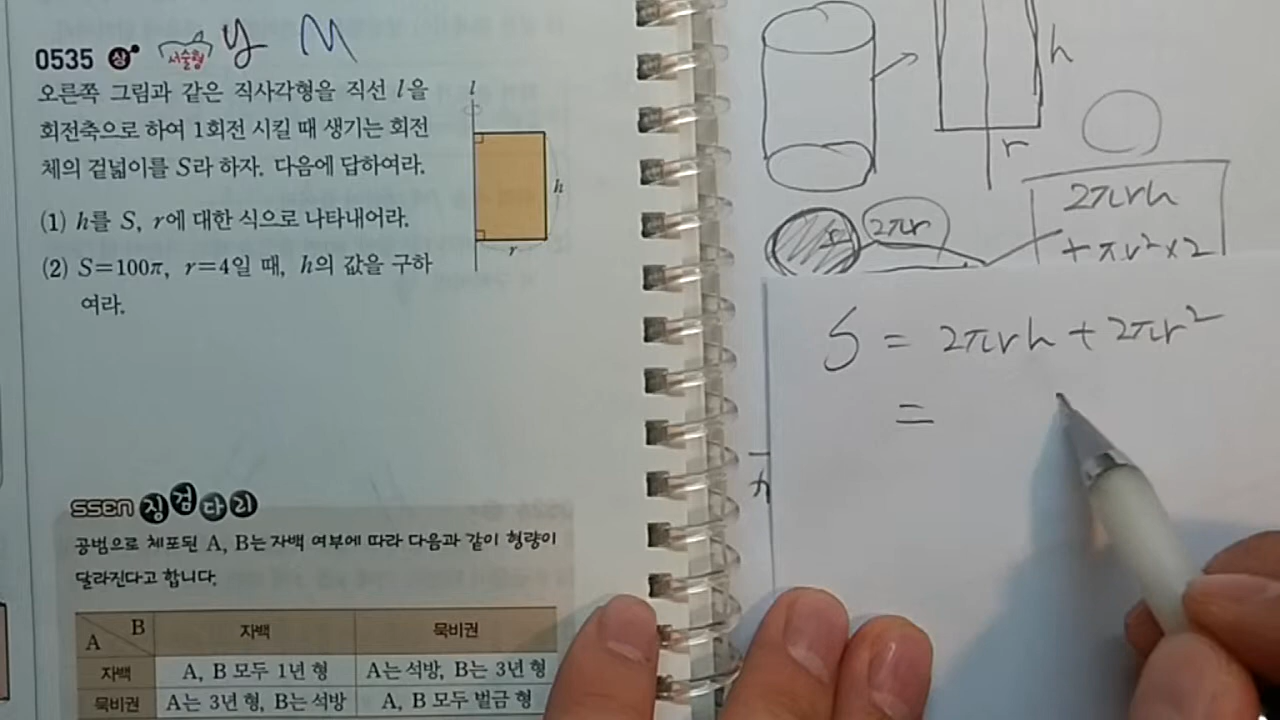 0535 상 서술형 y M
오른쪽 그림과 같은 직사각형을 직선 l을
회전축으로 하여 1회전 시킬 때 생기는 회전
체의 겉넓이를 S라 하자. 다음에 답하여라.
(1) h를 S, r에 대한 식으로 나타내어라.
(2) S=100π, r=4일 때, h의 값을 구하
여라.
l
h
r
SSEN 징검다리
공범으로 체포된 A, B는 자백 여부에 따라 다음과 같이 형량이
달라진다고 합니다.
A B 자백 묵비권
자백 A, B 모두 1년 형 A는 석방, B는 3년 형
묵비권 A는 3년 형, B는 석방 A, B 모두 벌금 형
h
r
2πr
2πrh
+ πr²×2
S = 2πrh + 2πr²
=